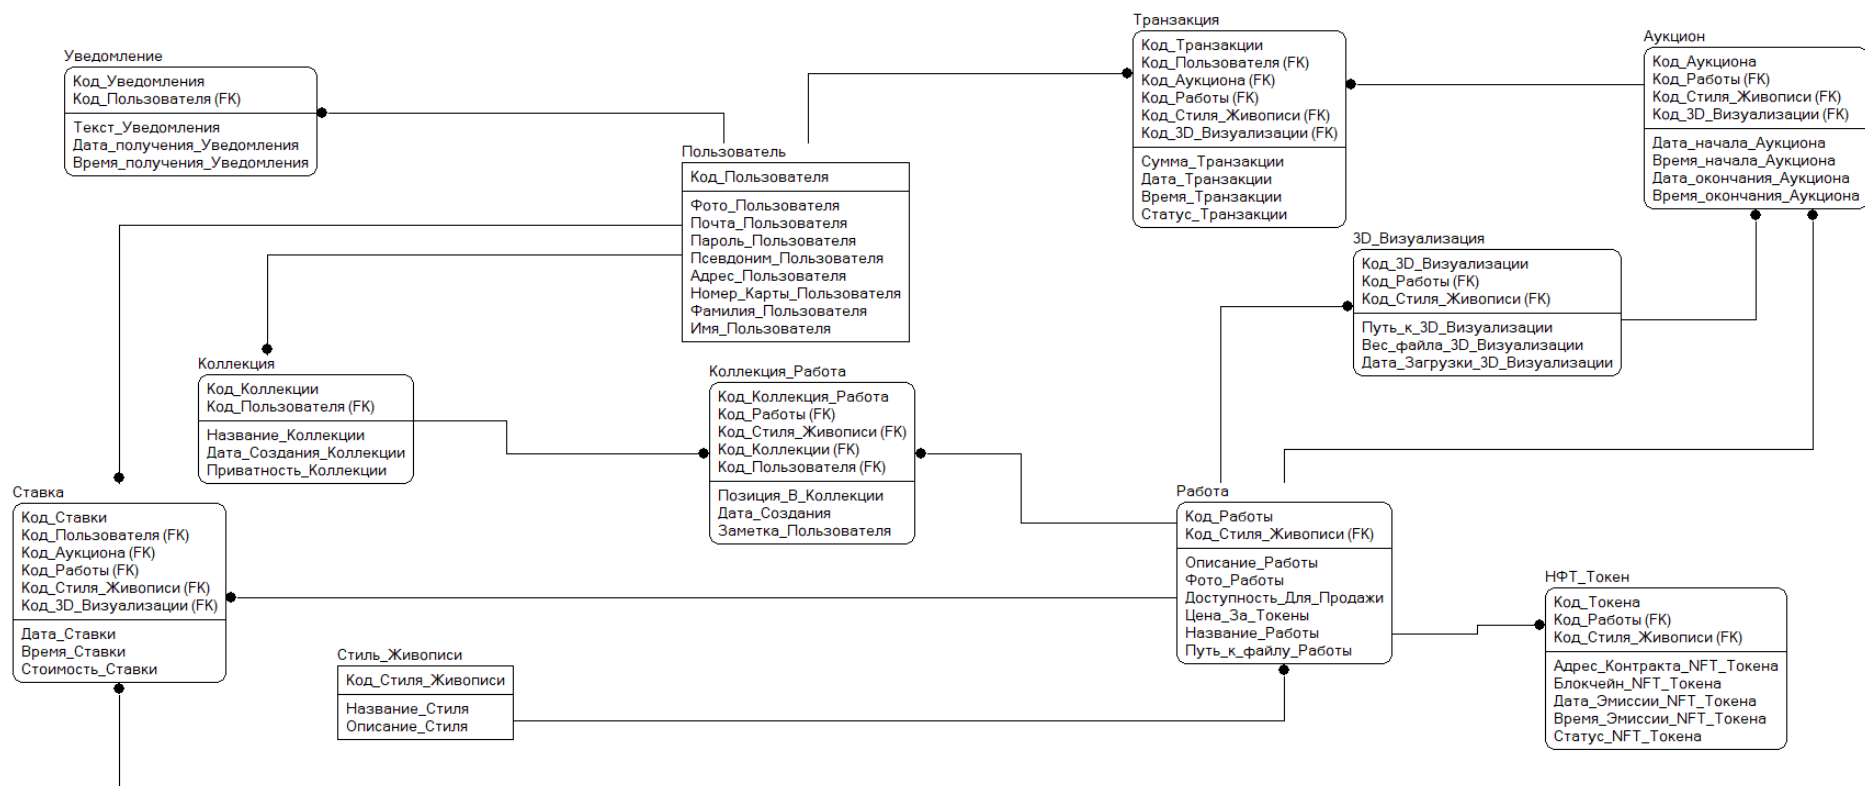 Уведомление
Код_Уведомления
Код_Пользователя (FK)
Текст_Уведомления
Дата_получения_Уведомления
Время_получения_Уведомления
Пользователь
Код_Пользователя
Фото_Пользователя
Почта_Пользователя
Пароль_Пользователя
Псевдоним_Пользователя
Адрес_Пользователя
Номер_Карты_Пользователя
Фамилия_Пользователя
Имя_Пользователя
Транзакция
Код_Транзакции
Код_Пользователя (FK)
Код_Аукциона (FK)
Код_Работы (FK)
Код_Стиля_Живописи (FK)
Код_3D_Визуализации (FK)
Сумма_Транзакции
Дата_Транзакции
Время_Транзакции
Статус_Транзакции
Аукцион
Код_Аукциона
Код_Работы (FK)
Код_Стиля_Живописи (FK)
Код_3D_Визуализации (FK)
Дата_начала_Аукциона
Время_начала_Аукциона
Дата_окончания_Аукциона
Время_окончания_Аукциона
3D_Визуализация
Код_3D_Визуализации
Код_Работы (FK)
Код_Стиля_Живописи (FK)
Путь_к_3D_Визуализации
Вес_файла_3D_Визуализации
Дата_Загрузки_3D_Визуализации
Коллекция
Код_Коллекции
Код_Пользователя (FK)
Название_Коллекции
Дата_Создания_Коллекции
Приватность_Коллекции
Коллекция_Работа
Код_Коллекция_Работа
Код_Работы (FK)
Код_Стиля_Живописи (FK)
Код_Коллекции (FK)
Код_Пользователя (FK)
Позиция_В_Коллекции
Дата_Создания
Заметка_Пользователя
Ставка
Код_Ставки
Код_Пользователя (FK)
Код_Аукциона (FK)
Код_Работы (FK)
Код_Стиля_Живописи (FK)
Код_3D_Визуализации (FK)
Дата_Ставки
Время_Ставки
Стоимость_Ставки
Работа
Код_Работы
Код_Стиля_Живописи (FK)
Описание_Работы
Фото_Работы
Доступность_Для_Продажи
Цена_За_Токены
Название_Работы
Путь_к_файлу_Работы
НФТ_Токен
Код_Токена
Код_Работы (FK)
Код_Стиля_Живописи (FK)
Адрес_Контракта_NFT_Токена
Блокчейн_NFT_Токена
Дата_Эмиссии_NFT_Токена
Время_Эмиссии_NFT_Токена
Статус_NFT_Токена
Стиль_Живописи
Код_Стиля_Живописи
Название_Стиля
Описание_Стиля